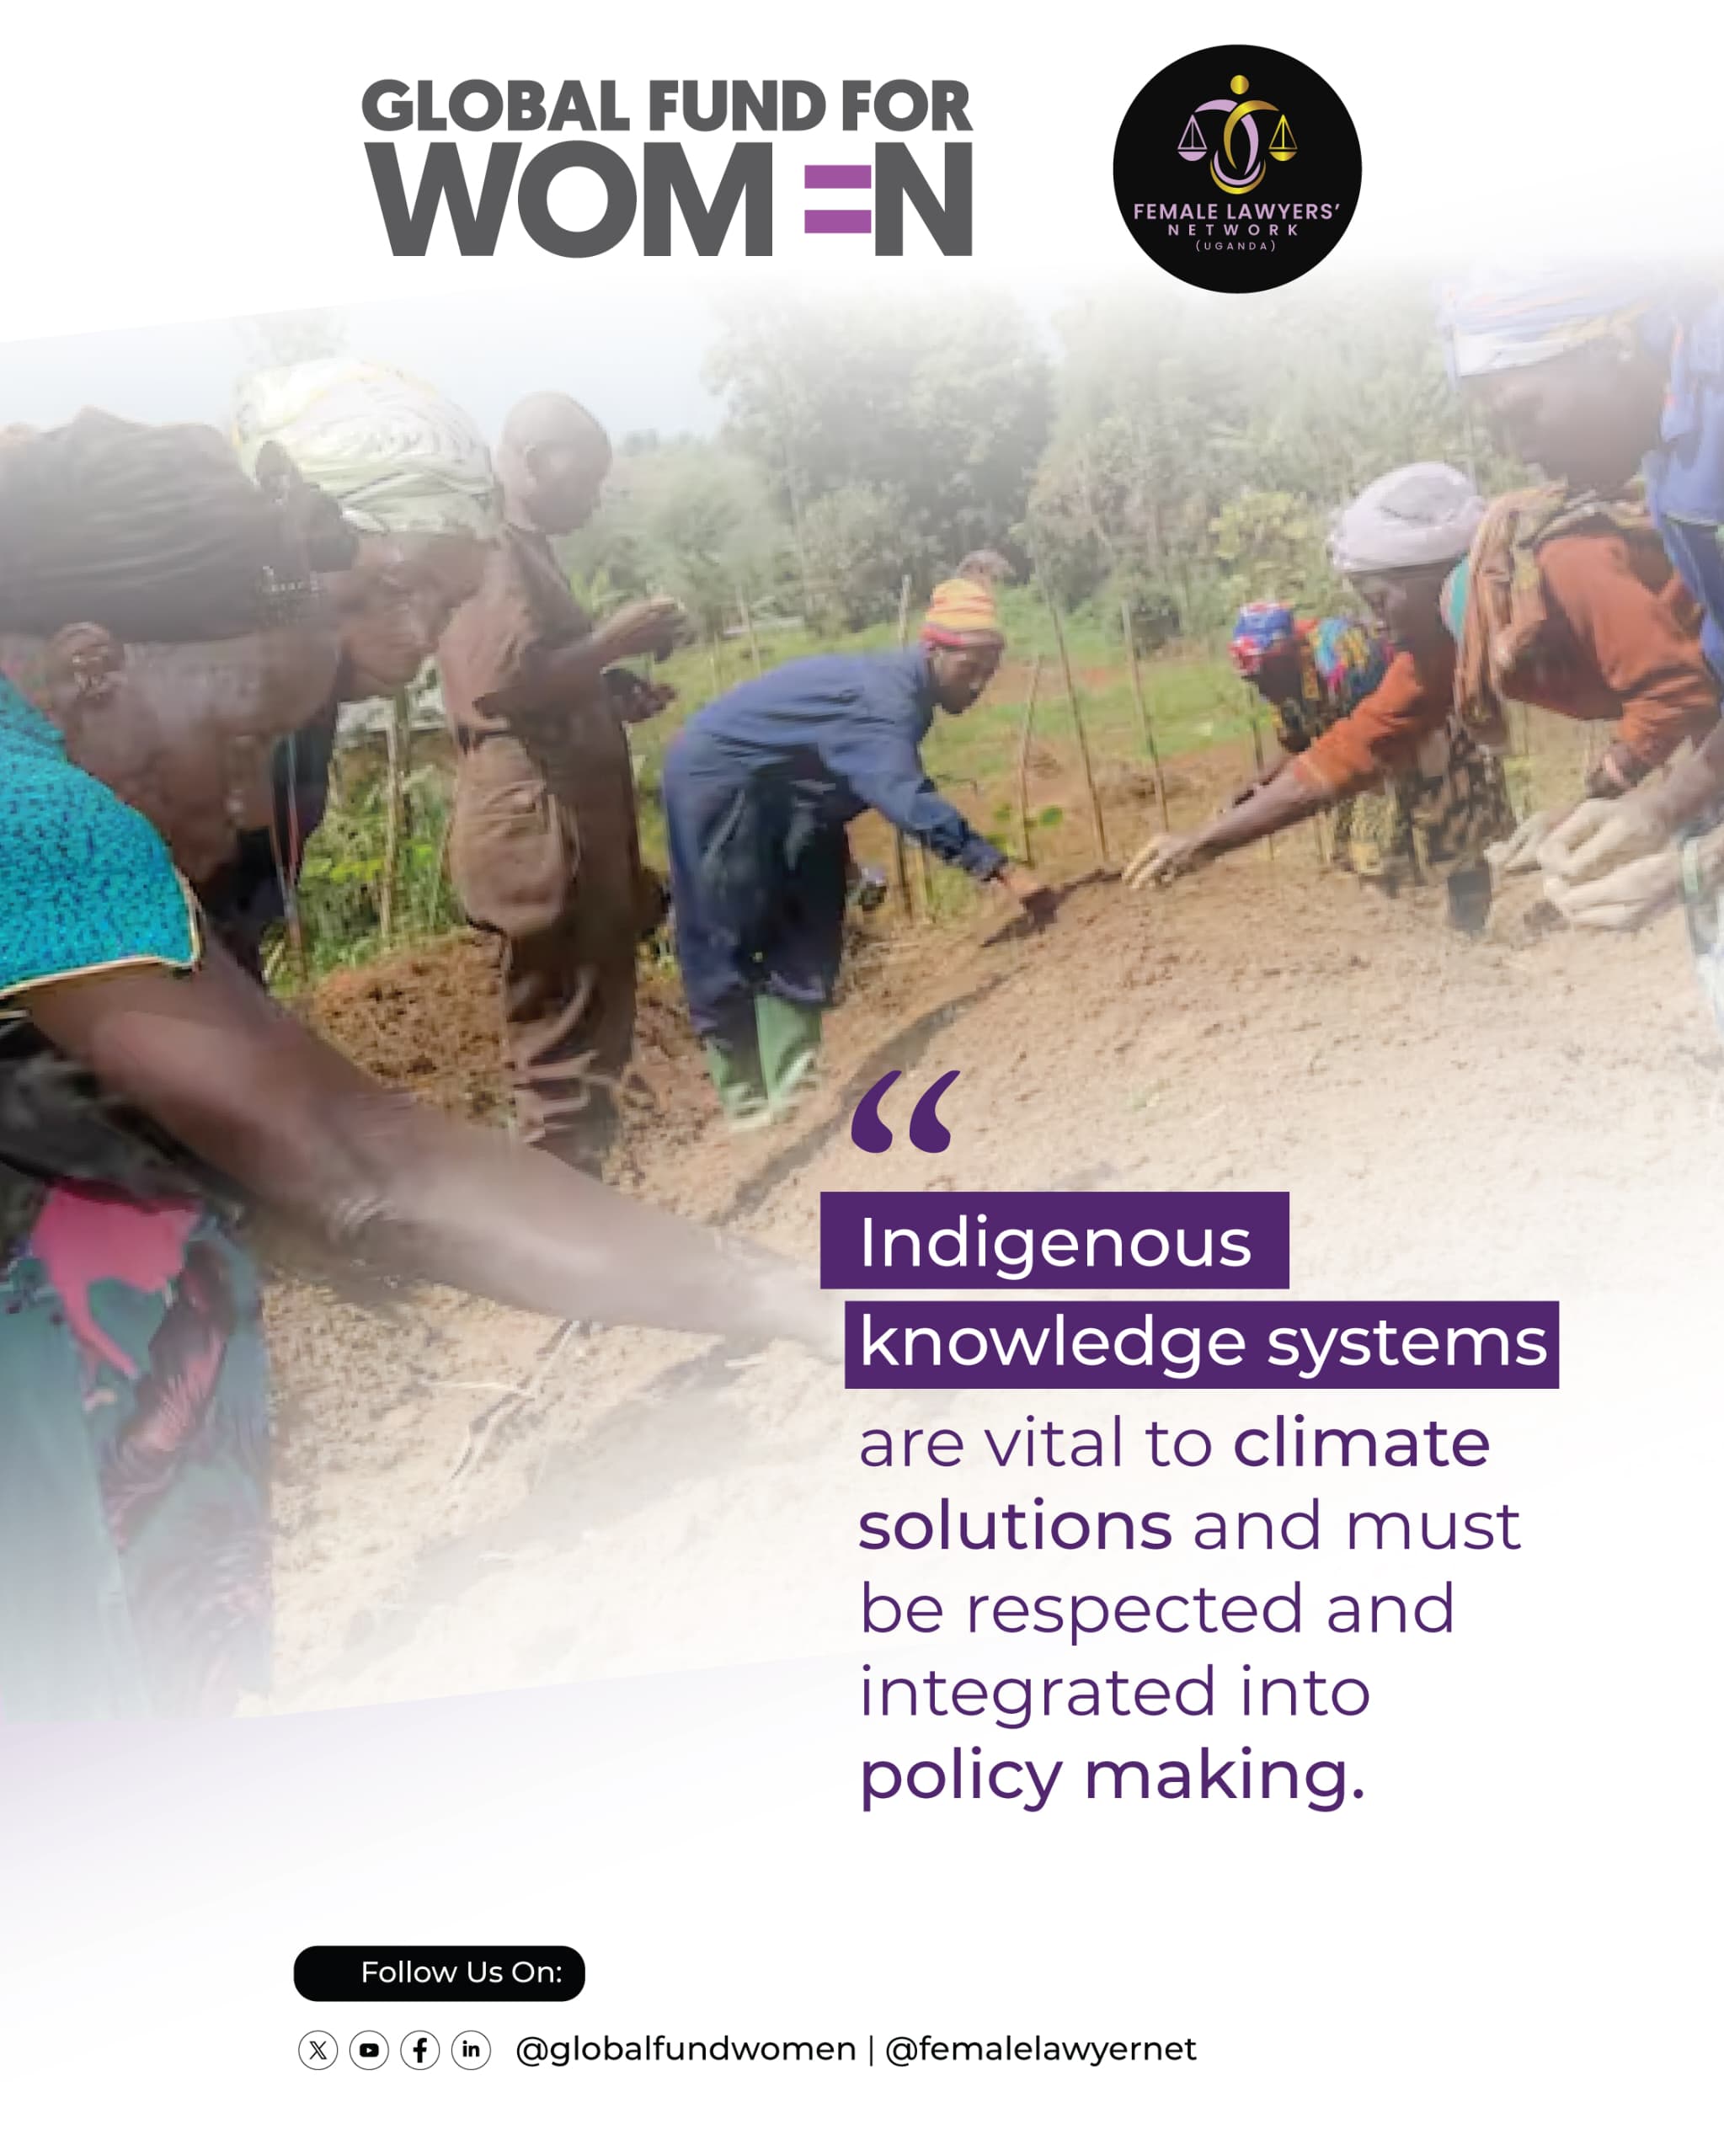 GLOBAL FUND FOR
WOM=N
FEMALE LAWYERS'
NETWORK
(UGANDA)
“
Indigenous
knowledge systems
are vital to climate
solutions and must
be respected and
integrated into
policy making.
Follow Us On:
@globalfundwomen | @femalelawyernet